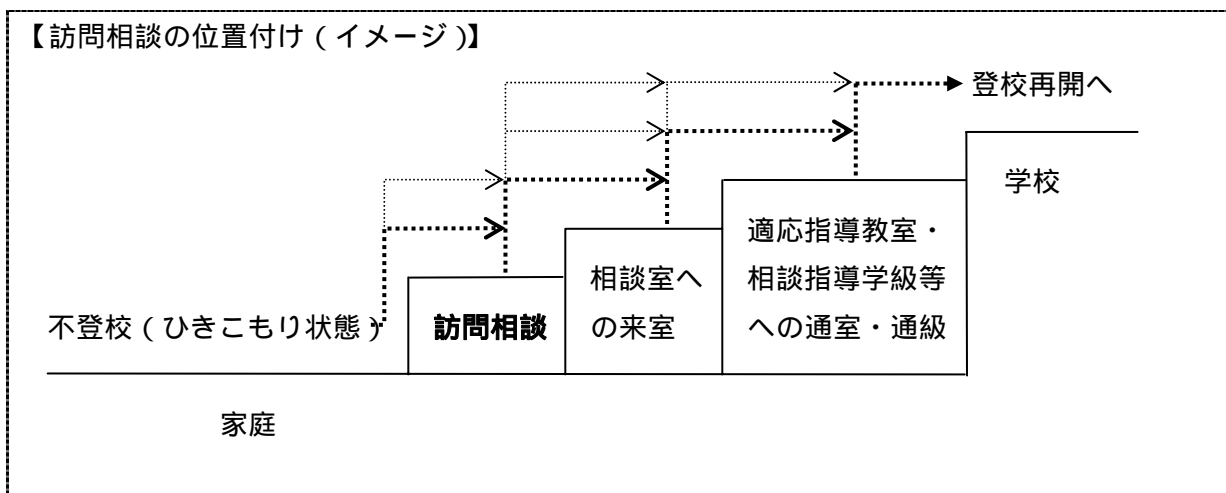 【訪問相談の位置付け（イメージ）】
登校再開へ
学校
適応指導教室・
相談指導学級等
への通室・通級
相談室へ
の来室
訪問相談
不登校（ひきこもり状態）
家庭